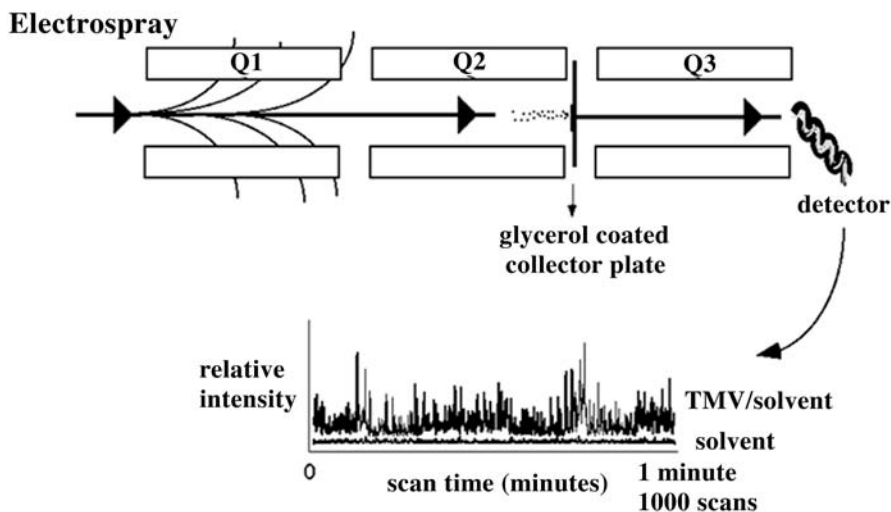 Electrospray
Q1
Q2
Q3
detector
glycerol coated
collector plate
relative
intensity
TMV/solvent
solvent
0
scan time (minutes)
1 minute
1000 scans